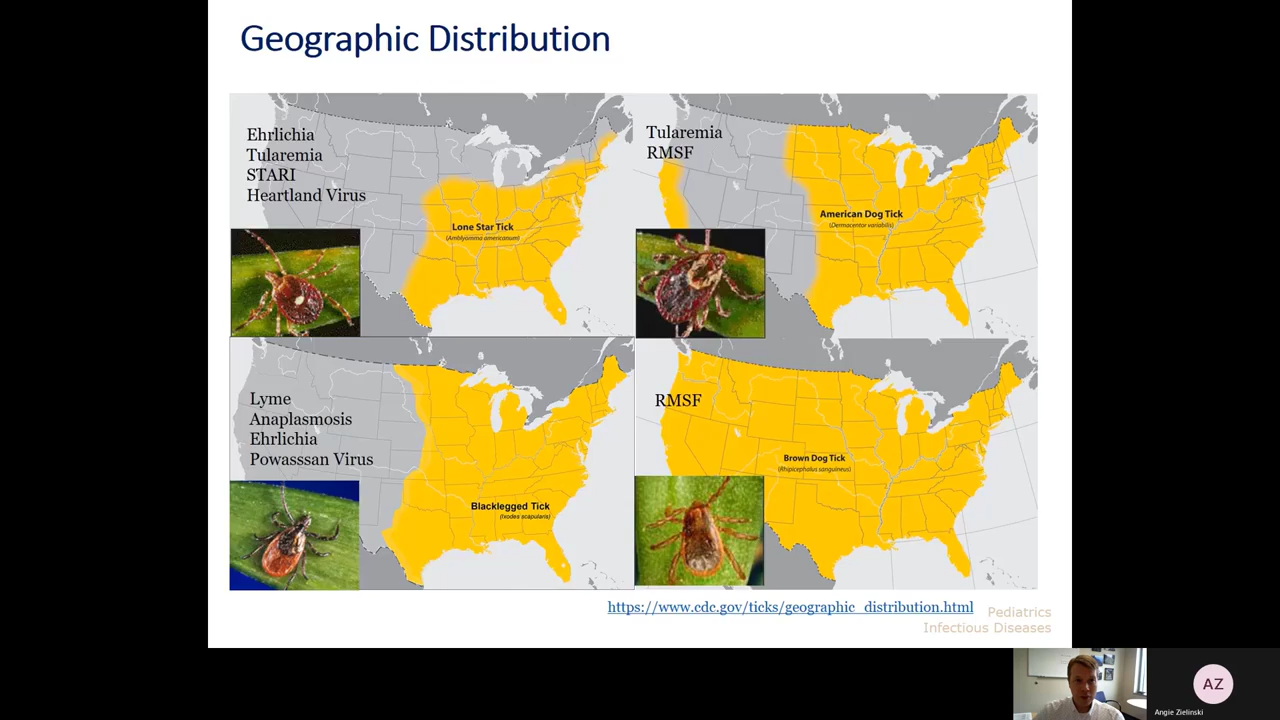 Geographic Distribution
Ehrlichia
Tularemia
STARI
Heartland Virus
Lone Star Tick
(Amblyomma americanum)
Tularemia
RMSF
American Dog Tick
(Dermacentor variabilis)
Lyme
Anaplasmosis
Ehrlichia
Powasssan Virus
Blacklegged Tick
(Ixodes scapularis)
RMSF
Brown Dog Tick
(Rhipicephalus sanguineus)
https://www.cdc.gov/ticks/geographic_distribution.html
Pediatrics
Infectious Diseases
AZ
Angie Zielinski